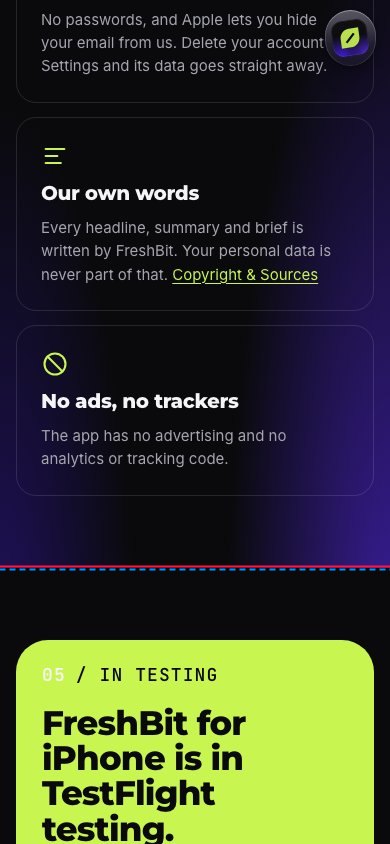 No passwords, and Apple lets you hide
your email from us. Delete your account
Settings and its data goes straight away.
Our own words
Every headline, summary and brief is
written by FreshBit. Your personal data is
never part of that. Copyright & Sources
No ads, no trackers
The app has no advertising and no
analytics or tracking code.
05 / IN TESTING
FreshBit for
iPhone is in
TestFlight
testing.